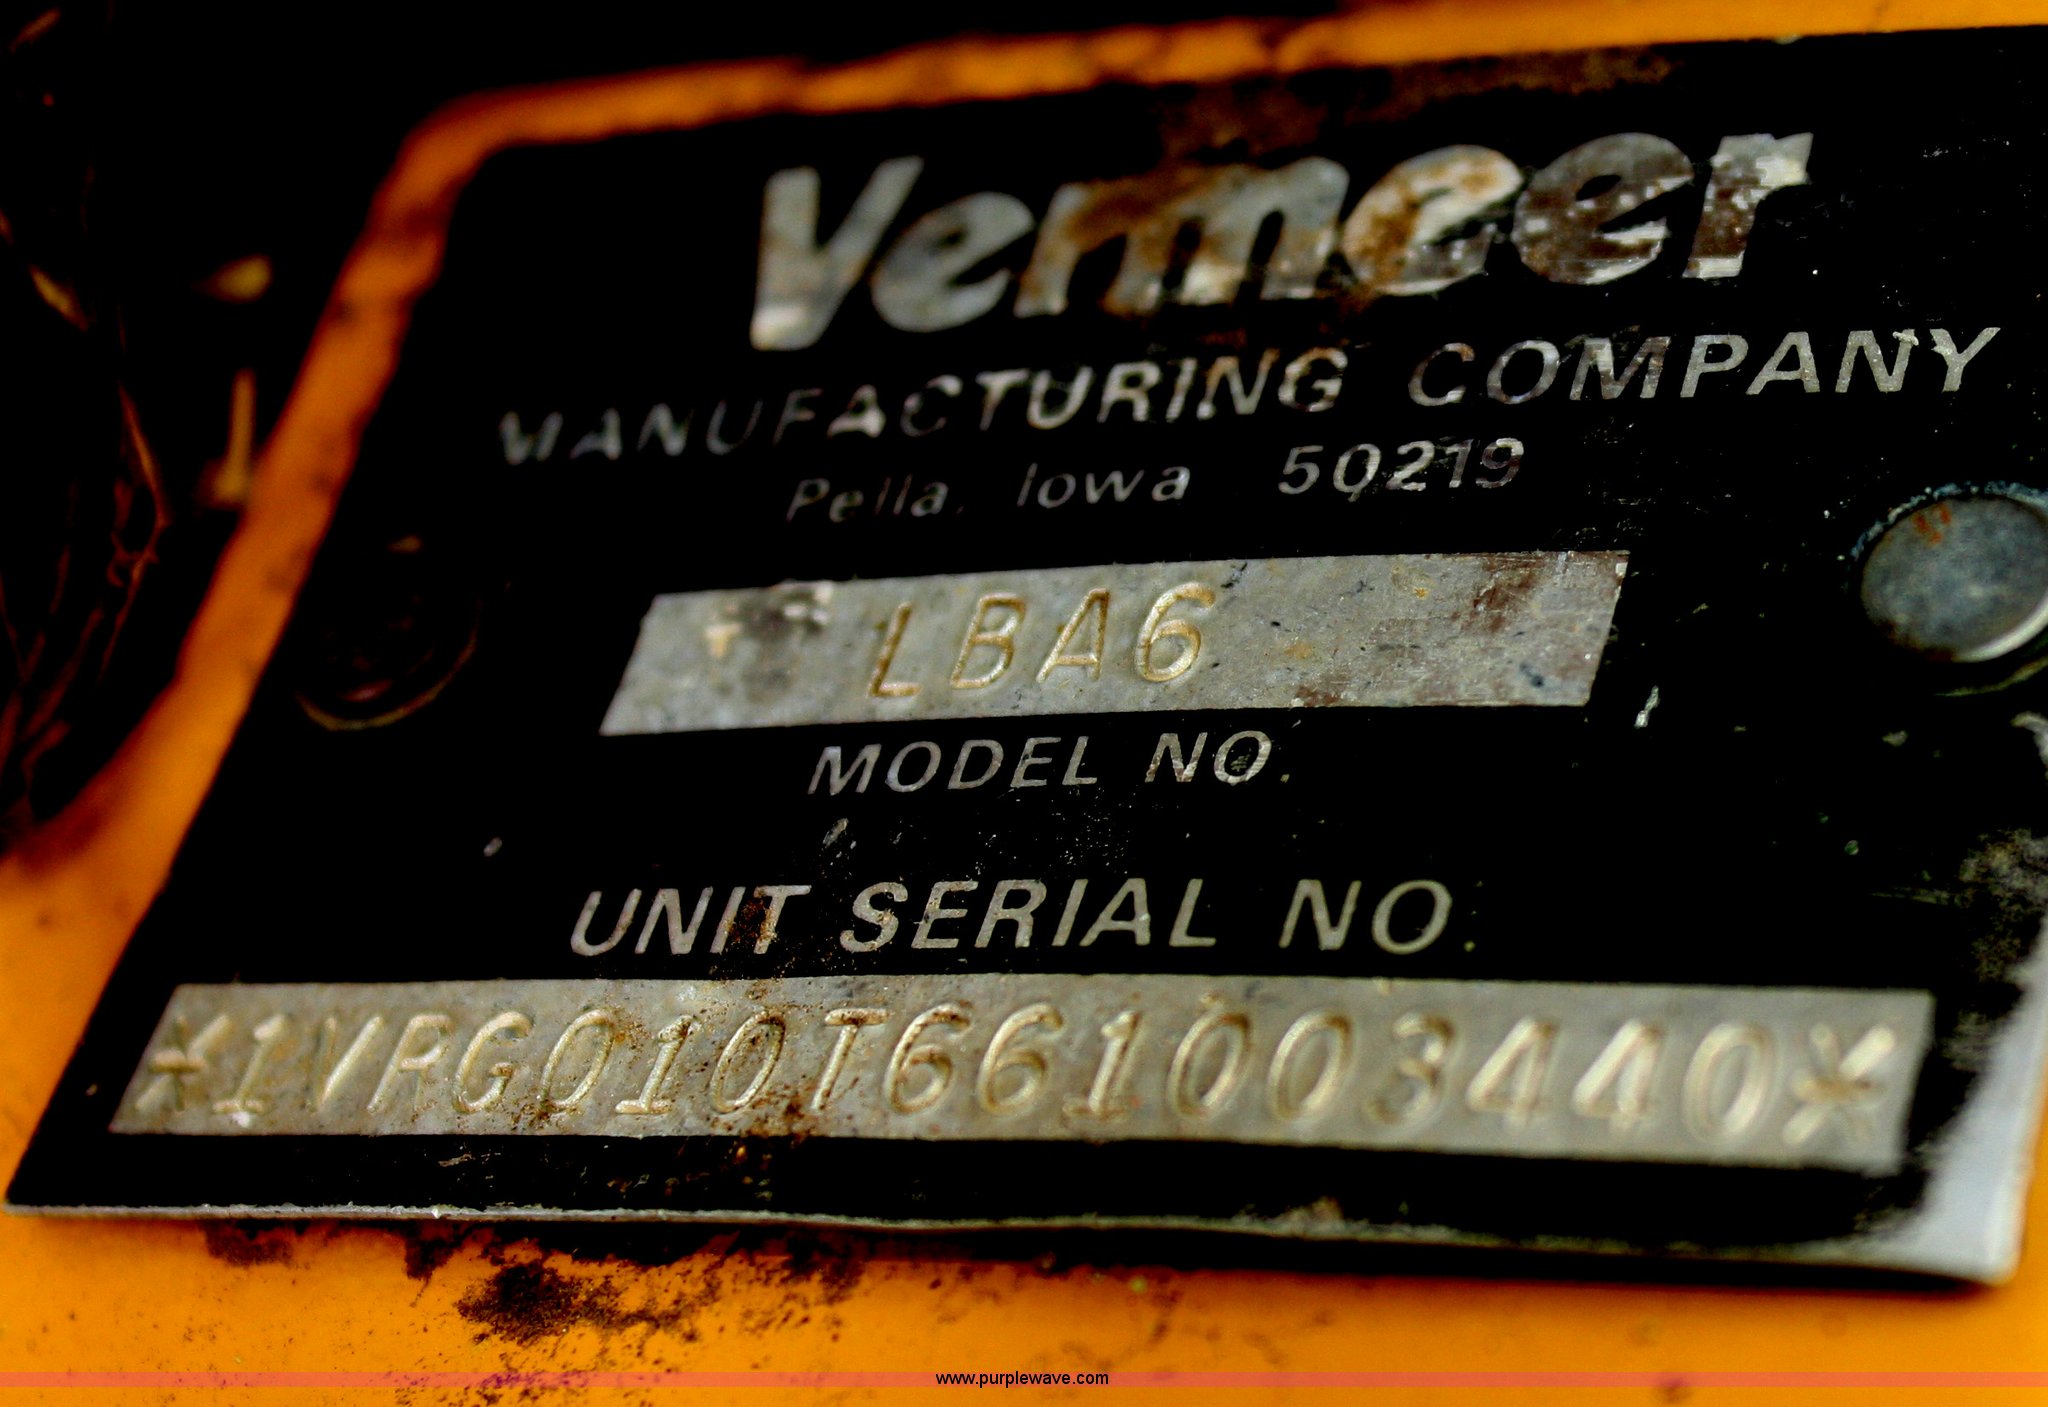 Vermeer
MANUFACTURING COMPANY
Pella, Iowa 50219
LBA6
MODEL NO.
UNIT SERIAL NO.
*1VRG010T661003440*
www.purplewave.com